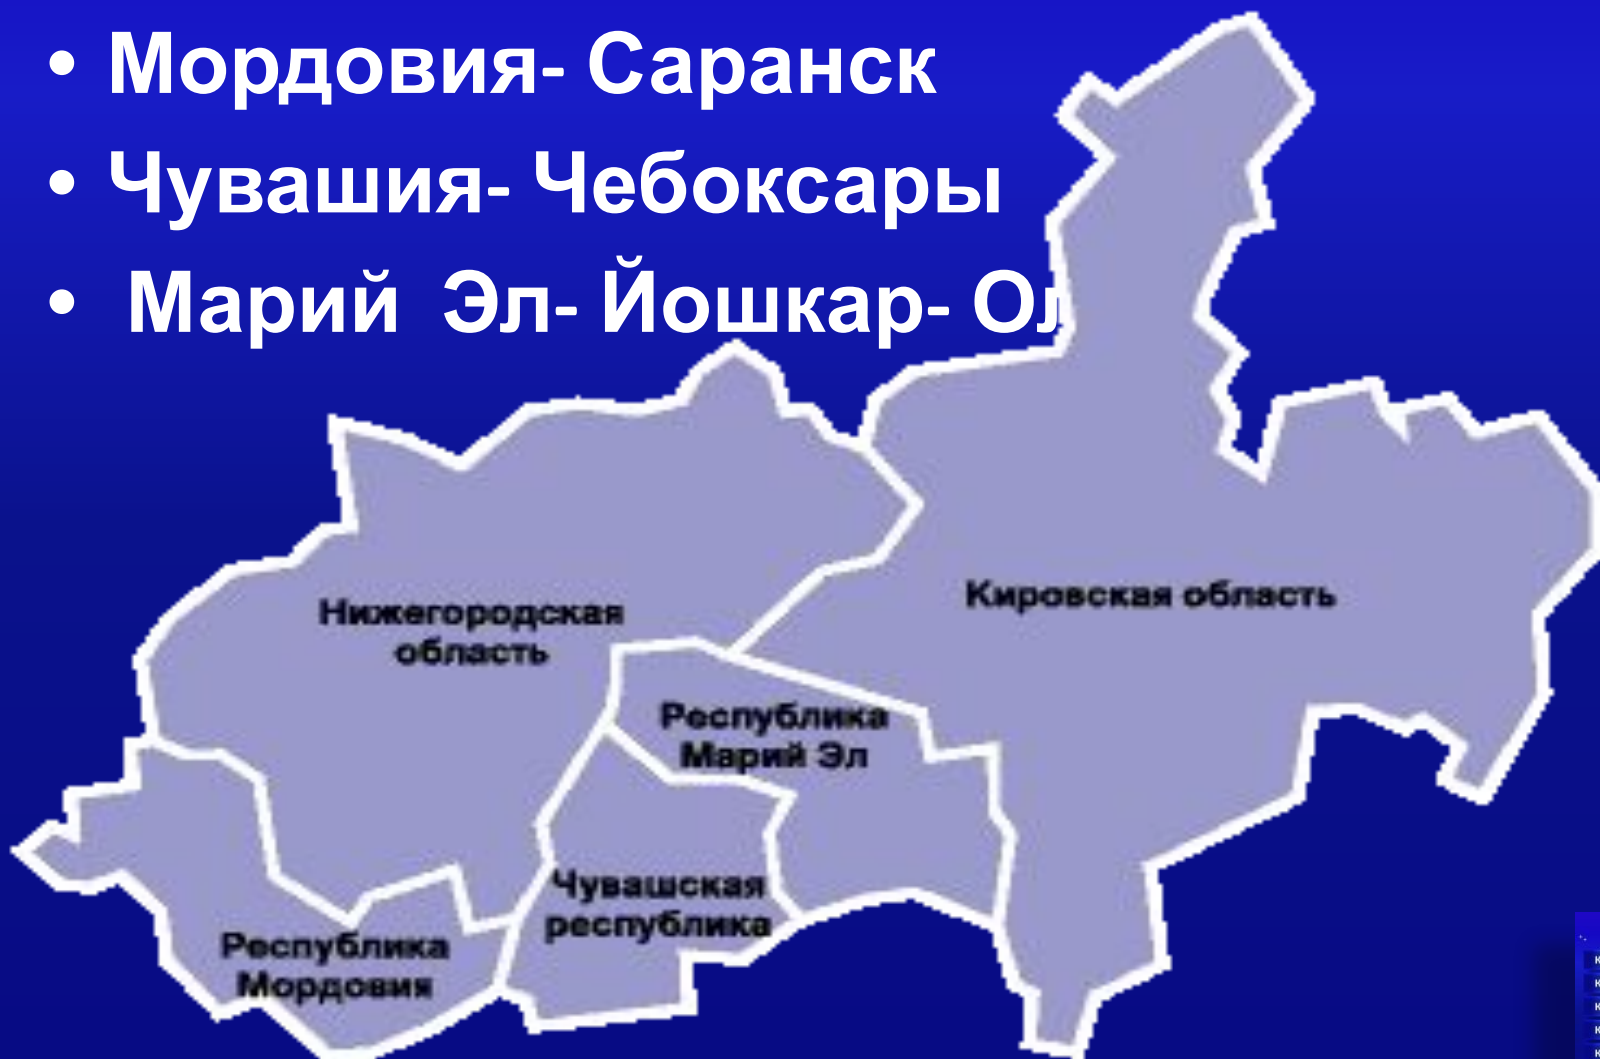 • Мордовия- Саранск
• Чувашия- Чебоксары
• Марий Эл- Йошкар- Ол
Нижегородская
область
Кировская область
Республика
Марий Эл
Чувашская
республика
Республика
Мордовия